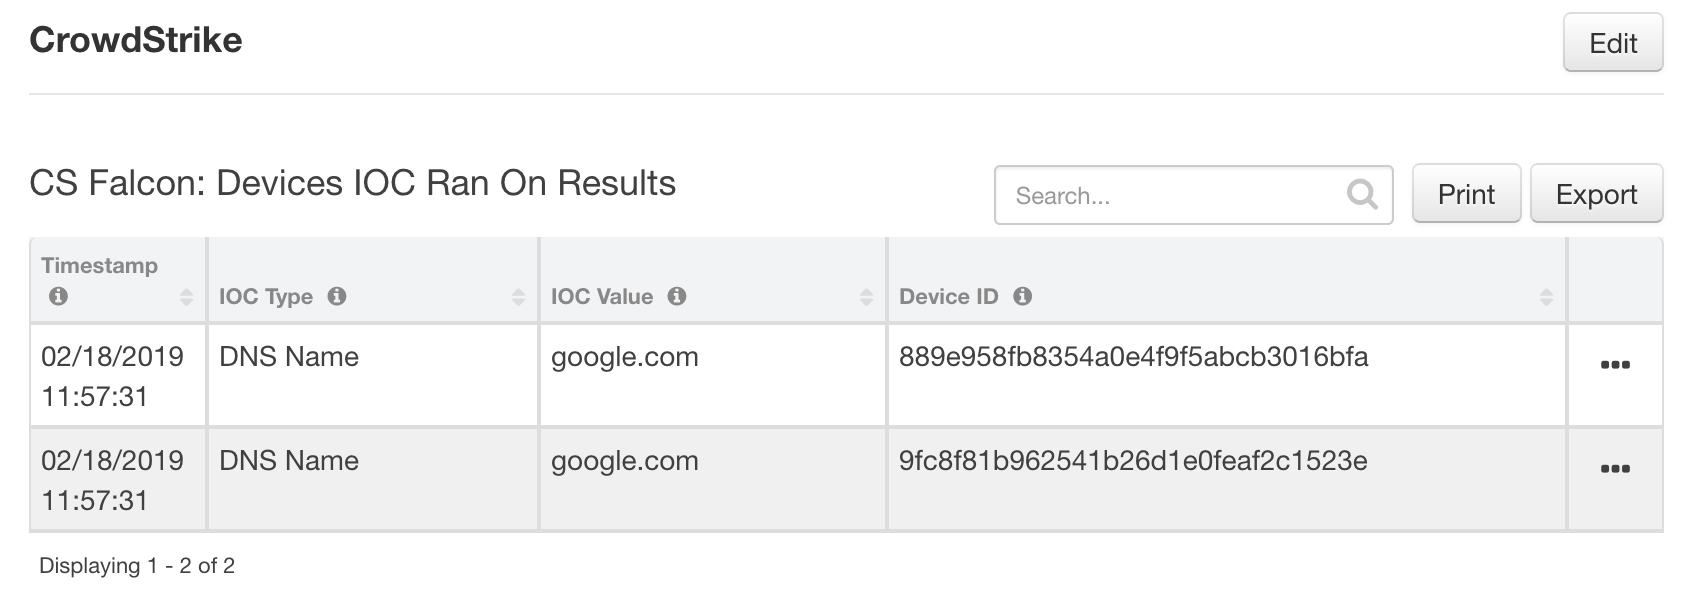 CrowdStrike
Edit
CS Falcon: Devices IOC Ran On Results
Search...
Print
Export
Timestamp
IOC Type
IOC Value
Device ID
02/18/2019
11:57:31
DNS Name
google.com
889e958fb8354a0e4f9f5abcb3016bfa
02/18/2019
11:57:31
DNS Name
google.com
9fc8f81b962541b26d1e0feaf2c1523e
Displaying 1 - 2 of 2